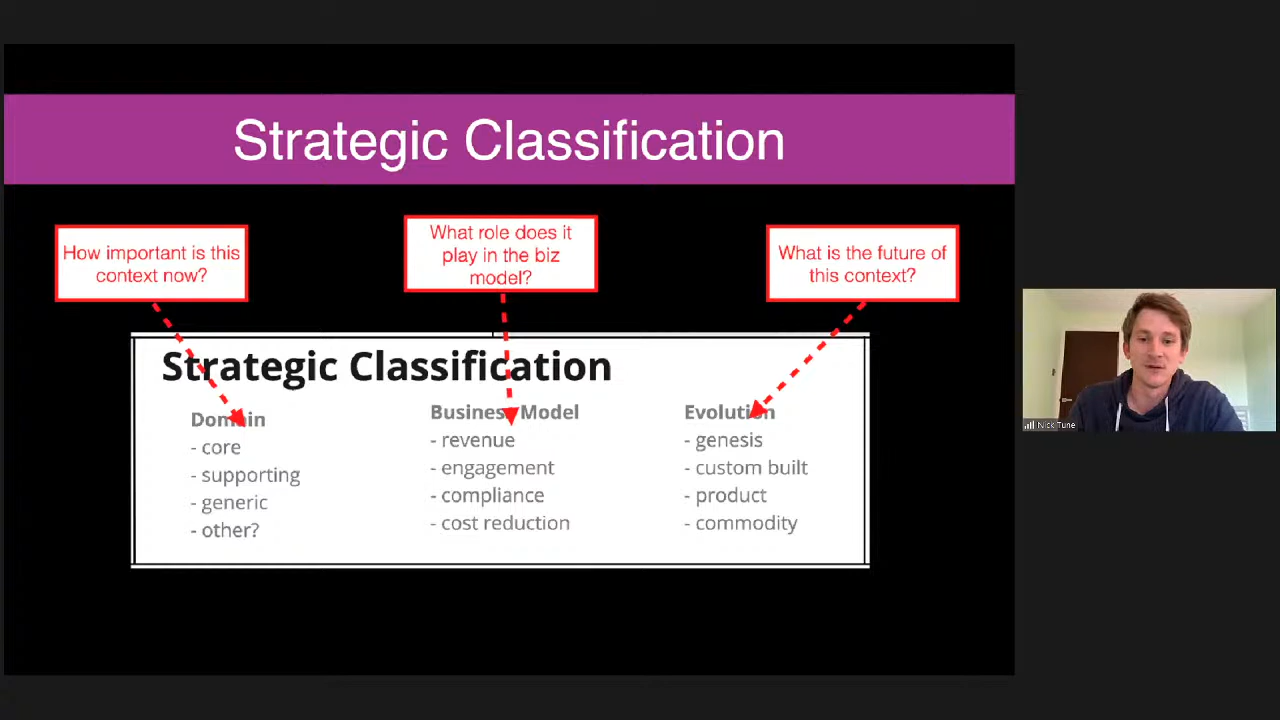 Strategic Classification
How important is this
context now?
What role does it
play in the biz
model?
What is the future of
this context?
Strategic Classification
Domain
- core
- supporting
- generic
- other?
Business Model
- revenue
- engagement
- compliance
- cost reduction
Evolution
- genesis
- custom built
- product
- commodity
Nick Tune